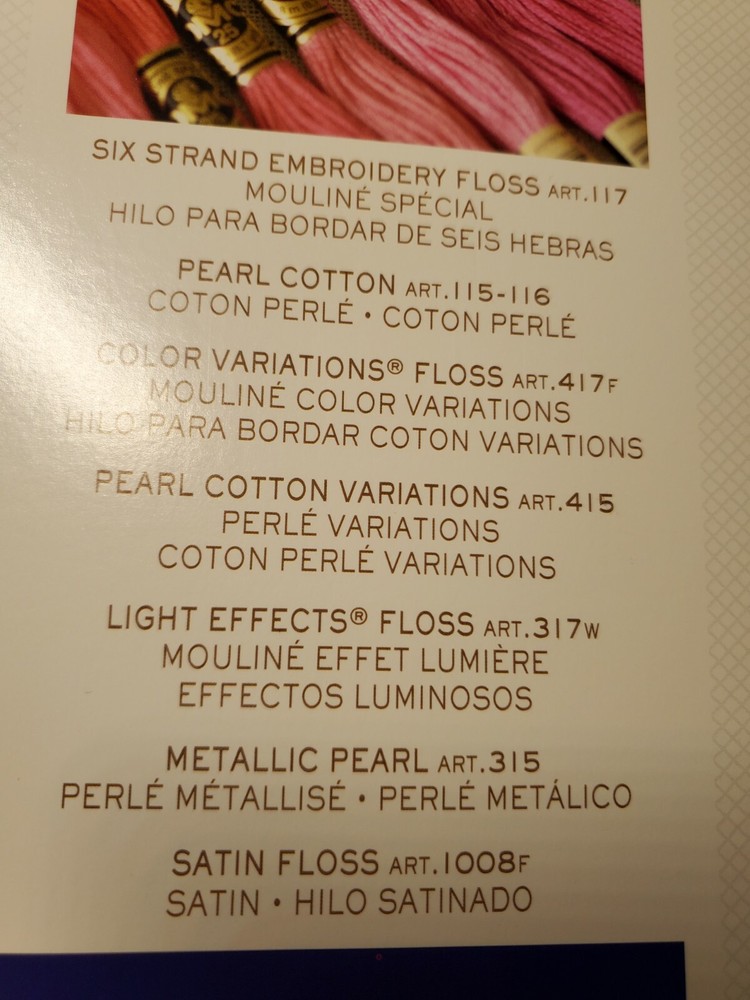 DMC
25
SIX STRAND EMBROIDERY FLOSS ART.117
MOULINÉ SPÉCIAL
HILO PARA BORDAR DE SEIS HEBRAS
PEARL COTTON ART.115-116
COTON PERLÉ • COTON PERLÉ
COLOR VARIATIONS® FLOSS ART.417F
MOULINÉ COLOR VARIATIONS
HILO PARA BORDAR COTON VARIATIONS
PEARL COTTON VARIATIONS ART.415
PERLÉ VARIATIONS
COTON PERLÉ VARIATIONS
LIGHT EFFECTS® FLOSS ART.317W
MOULINÉ EFFET LUMIÈRE
EFFECTOS LUMINOSOS
METALLIC PEARL ART.315
PERLÉ MÉTALLISÉ • PERLÉ METÁLICO
SATIN FLOSS ART.1008F
SATIN • HILO SATINADO